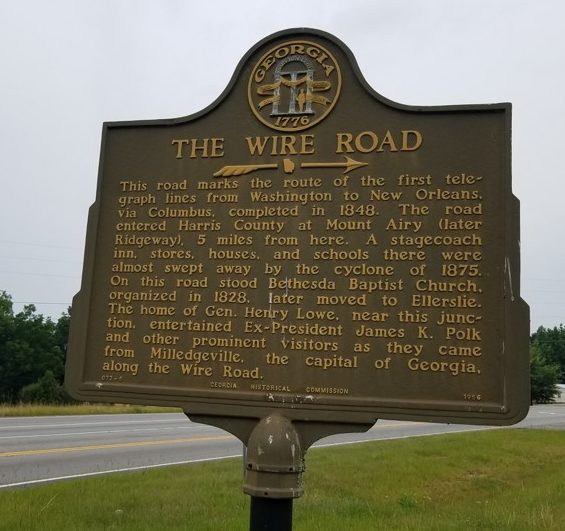 GEORGIA
1776
THE WIRE ROAD
This road marks the route of the first tele-
graph lines from Washington to New Orleans,
via Columbus, completed in 1848. The road
entered Harris County at Mount Airy (later
Ridgeway), 5 miles from here. A stagecoach
inn, stores, houses, and schools there were
almost swept away by the cyclone of 1875.
On this road stood Bethesda Baptist Church,
organized in 1828, later moved to Ellerslie.
The home of Gen. Henry Lowe, near this junc-
tion, entertained Ex-President James K. Polk
and other prominent visitors as they came
from Milledgeville, the capital of Georgia,
along the Wire Road.
GEORGIA HISTORICAL COMMISSION
1956